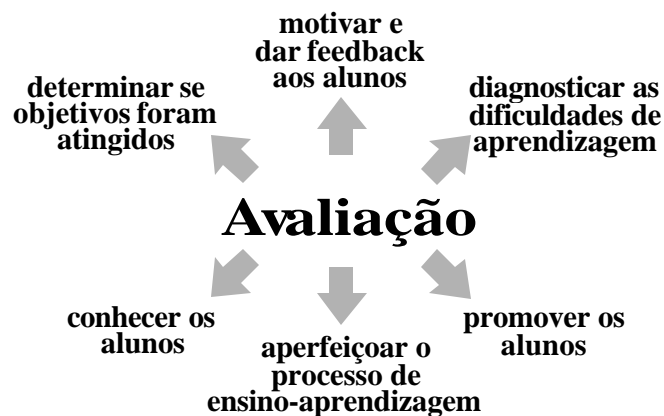 motivar e
dar feedback
aos alunos
determinar se
objetivos foram
atingidos
diagnosticar as
dificuldades de
aprendizagem
Avaliação
conhecer os
alunos
aperfeiçoar o
processo de
ensino-aprendizagem
promover os
alunos